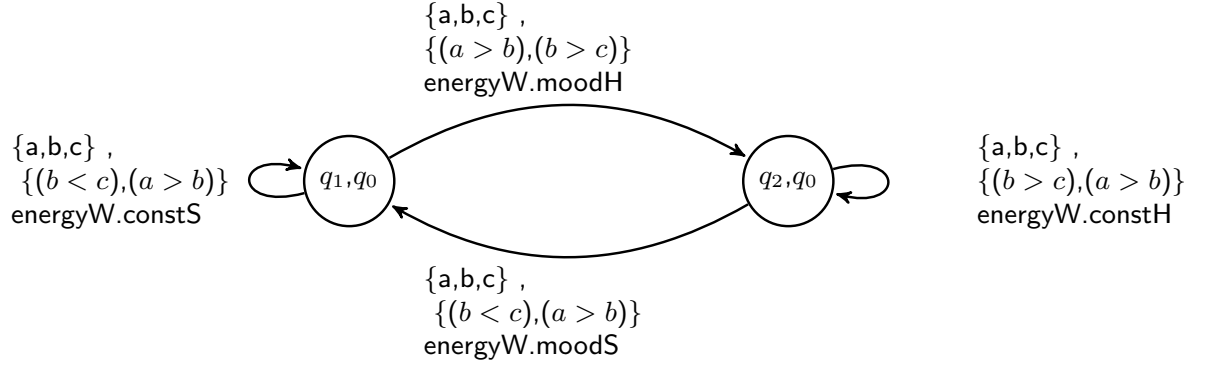 {a,b,c} ,
{(a > b),(b > c)}
energyW.moodH
{a,b,c} ,
{(b < c),(a > b)}
energyW.constS
q₁,q₀
q₂,q₀
{a,b,c} ,
{(b > c),(a > b)}
energyW.constH
{a,b,c} ,
{(b < c),(a > b)}
energyW.moodS